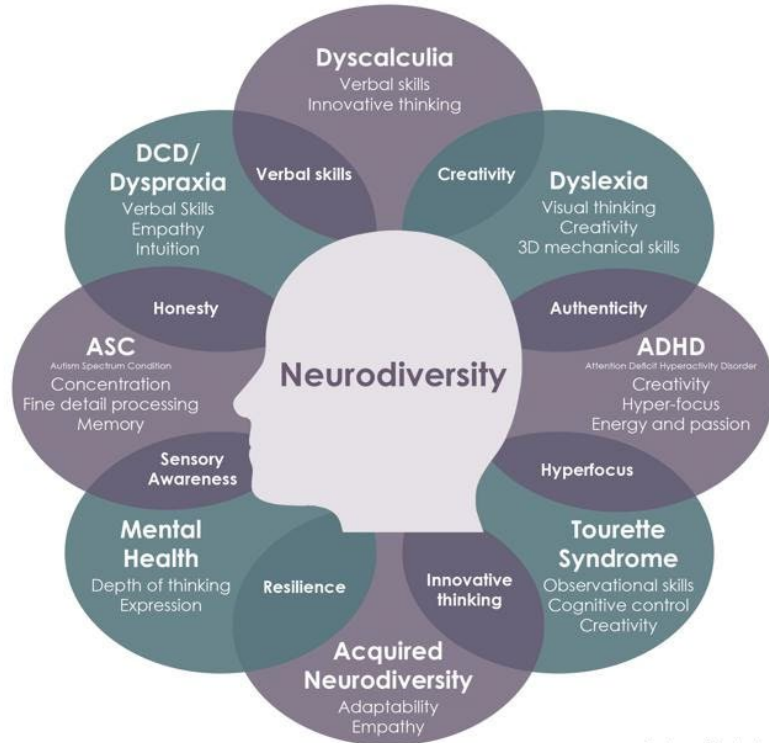 Dyscalculia
Verbal skills
Innovative thinking
Verbal skills
Creativity
DCD/
Dyspraxia
Verbal Skills
Empathy
Intuition
Dyslexia
Visual thinking
Creativity
3D mechanical skills
Honesty
Authenticity
ASC
Autism Spectrum Condition
Concentration
Fine detail processing
Memory
Neurodiversity
ADHD
Attention Deficit Hyperactivity Disorder
Creativity
Hyper-focus
Energy and passion
Sensory
Awareness
Hyperfocus
Mental
Health
Depth of thinking
Expression
Resilience
Innovative
thinking
Tourette
Syndrome
Observational skills
Cognitive control
Creativity
Acquired
Neurodiversity
Adaptability
Empathy